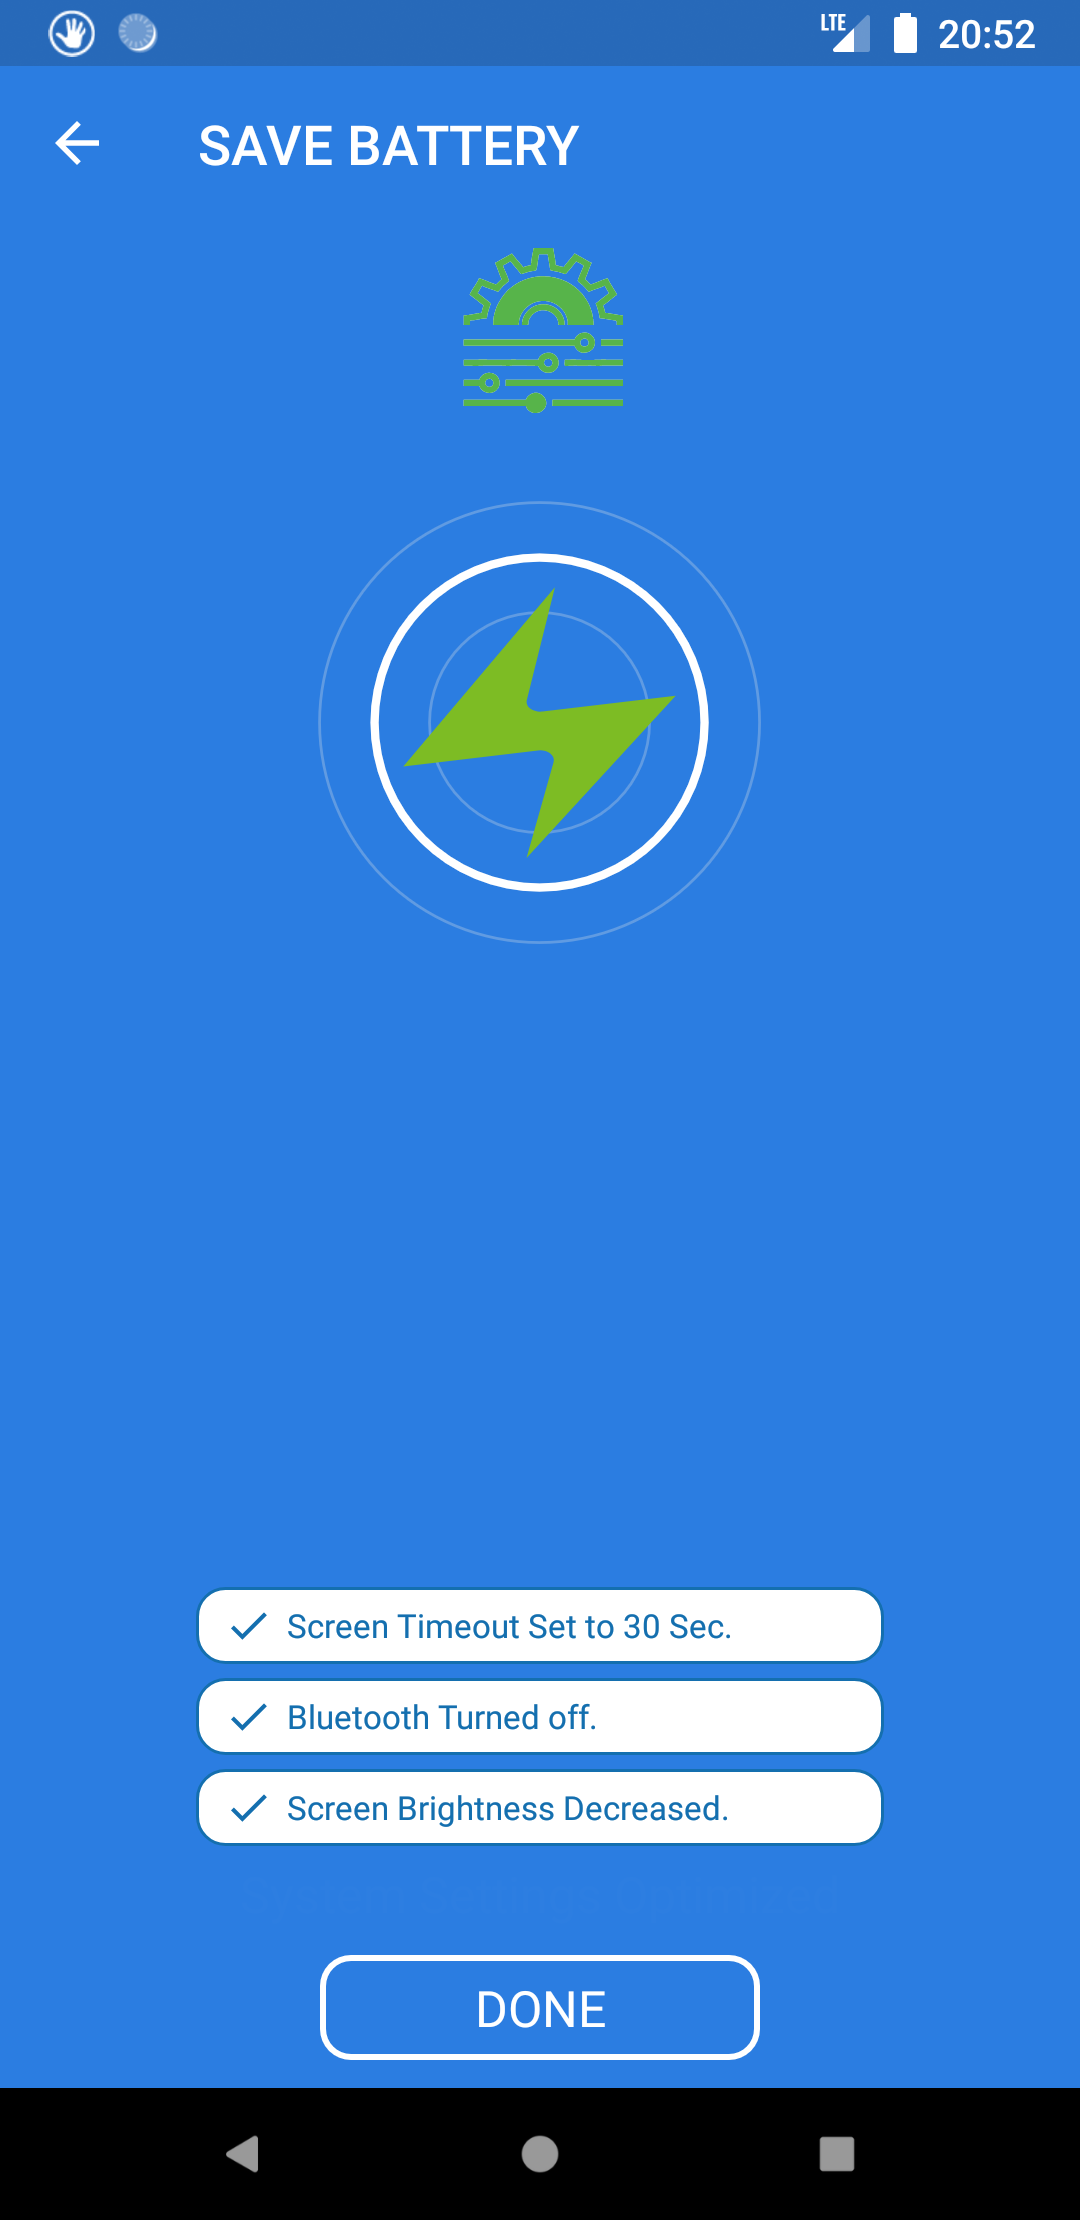 LTE 20:52
SAVE BATTERY
Screen Timeout Set to 30 Sec.
Bluetooth Turned off.
Screen Brightness Decreased.
DONE